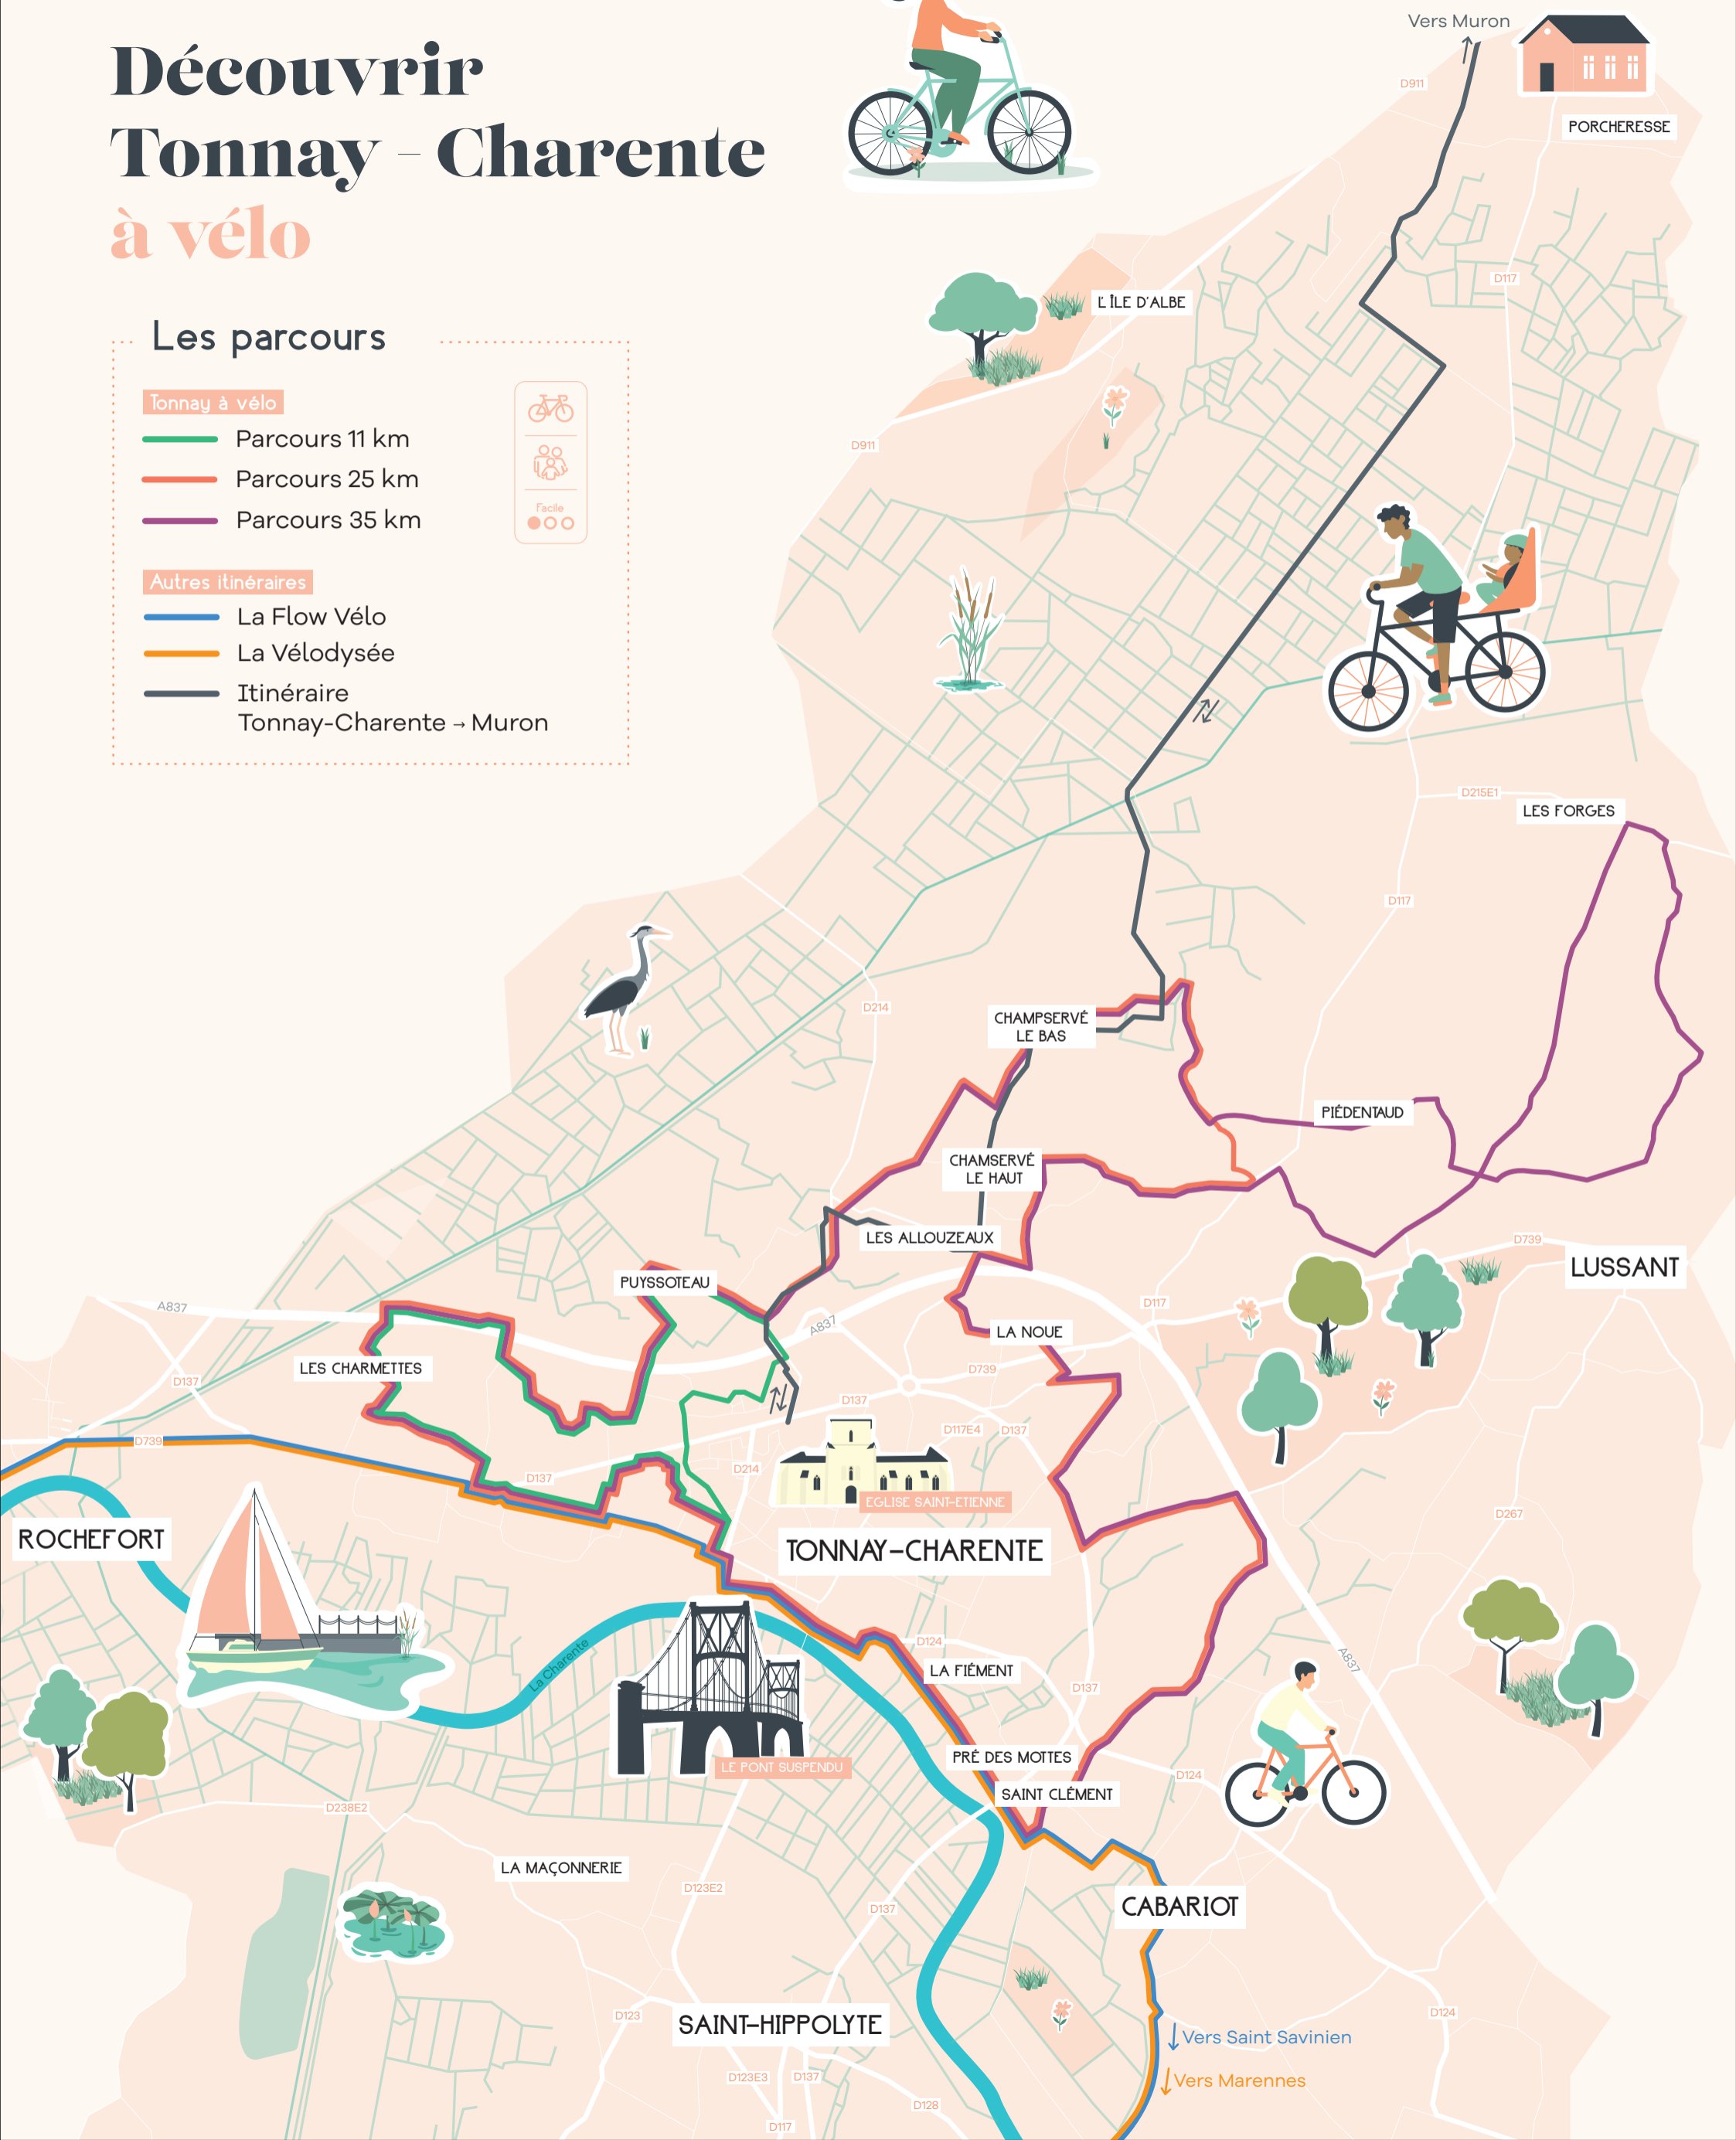 Découvrir
Tonnay - Charente
à vélo
Les parcours
Tonnay à vélo
Parcours 11 km
Parcours 25 km
Parcours 35 km
Facile
Autres itinéraires
La Flow Vélo
La Vélodysée
Itinéraire
Tonnay-Charente → Muron
Vers Muron
D911
PORCHERESSE
D117
L'ÎLE D'ALBE
D911
D215E1
LES FORGES
D117
D214
CHAMPSERVÉ
LE BAS
PIÉDENTAUD
CHAMSERVÉ
LE HAUT
LES ALLOUZEAUX
D739
LUSSANT
PUYSSOTEAU
A837
A837
D117
LA NOUE
LES CHARMETTES
D137
D739
D137
D117E4
D137
D739
D137
D214
EGLISE SAINT-ETIENNE
D267
ROCHEFORT
TONNAY-CHARENTE
La Charente
D124
A837
LA FIÉMENT
D137
PRÉ DES MOTTES
LE PONT SUSPENDU
D124
SAINT CLÉMENT
D238E2
LA MAÇONNERIE
D123E2
D137
CABARIOT
D123
SAINT-HIPPOLYTE
D124
Vers Saint Savinien
D123E3
D137
Vers Marennes
D128
D117